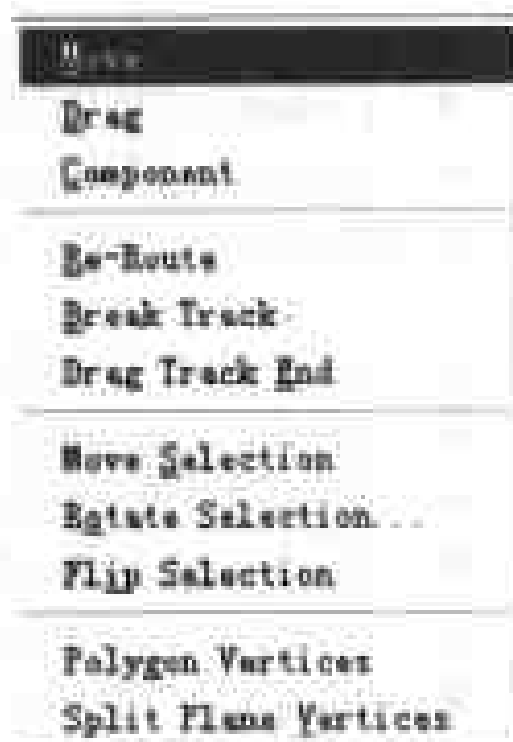 Move
Drag
Component
Re-Route
Break Track
Drag Track End
Move Selection
Rotate Selection...
Flip Selection
Polygon Vertices
Split Plane Vertices